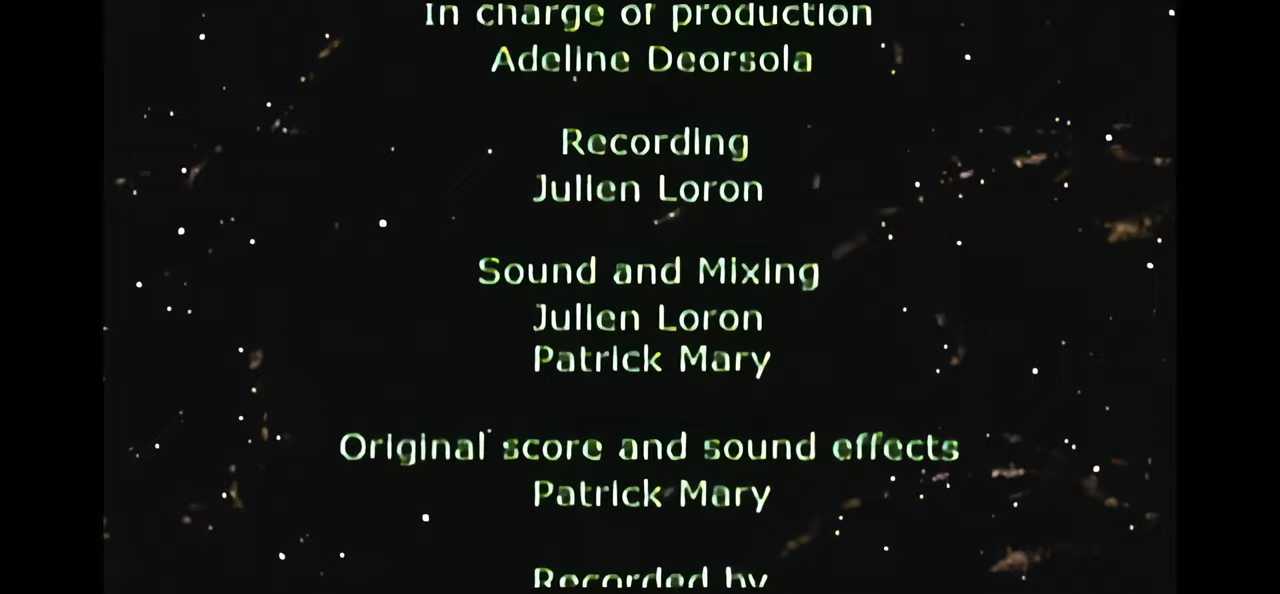 In charge of production
Adeline Deorsola
Recording
Julien Loron
Sound and Mixing
Julien Loron
Patrick Mary
Original score and sound effects
Patrick Mary
Recorded by